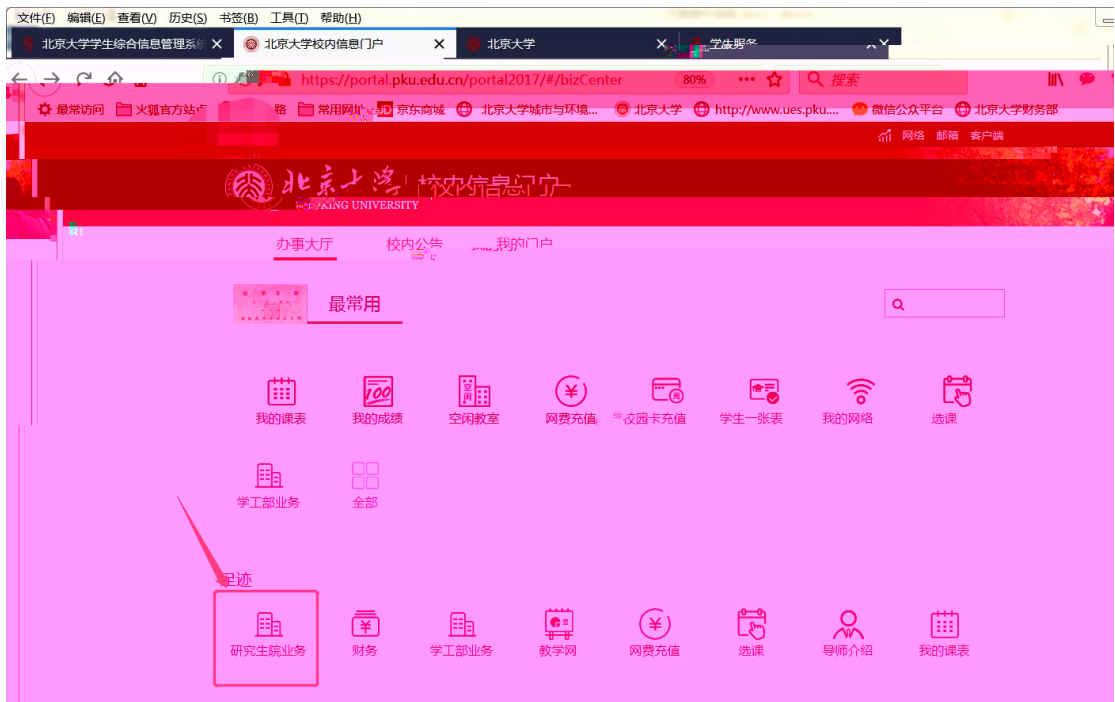 文件(F) 编辑(E) 查看(V) 历史(S) 书签(B) 工具(T) 帮助(H)
北京大学学生综合信息管理系统 北京大学校内信息门户 北京大学
https://portal.pku.edu.cn/portal2017/#/bizCenter 80% 搜索
最常访问 火狐官方站点 常用网址 京东商城 北京大学城市与环境... 北京大学 http://www.ues.pku.... 微信公众平台 北京大学财务部
网络 邮箱 客户端
北京大学 校内信息门户
PEKING UNIVERSITY
办事大厅 校内公告 我的门户
最常用
我的课表 我的成绩 空闲教室 网费充值 校园卡充值 学生一张表 我的网络 选课
学工部业务 全部
足迹
研究生院业务 财务 学工部业务 教学网 网费充值 选课 导师介绍 我的课表